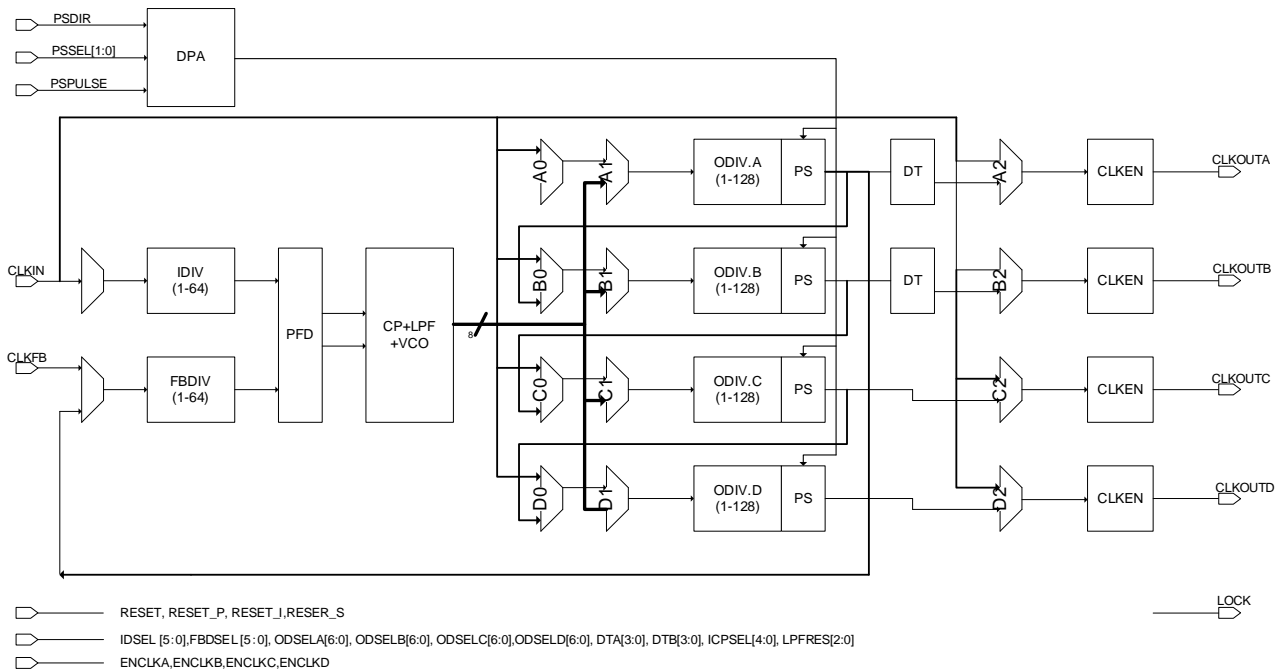 PSDIR
PSSEL[1:0]
PSPULSE
DPA
A0
A1
ODIV.A
(1-128)
PS
DT
A2
CLKEN
CLKOUTA
CLKIN
IDIV
(1-64)
B0
B1
ODIV.B
(1-128)
PS
DT
B2
CLKEN
CLKOUTB
PFD
CP+LPF
+VCO
8
CLKFB
FBDIV
(1-64)
C0
C1
ODIV.C
(1-128)
PS
C2
CLKEN
CLKOUTC
D0
D1
ODIV.D
(1-128)
PS
D2
CLKEN
CLKOUTD
LOCK
RESET, RESET_P, RESET_I,RESER_S
IDSEL [5:0],FBDSEL [5:0], ODSELA[6:0], ODSELB[6:0], ODSELC[6:0],ODSELD[6:0], DTA[3:0], DTB[3:0], ICPSEL[4:0], LPFRES[2:0]
ENCLKA,ENCLKB,ENCLKC,ENCLKD